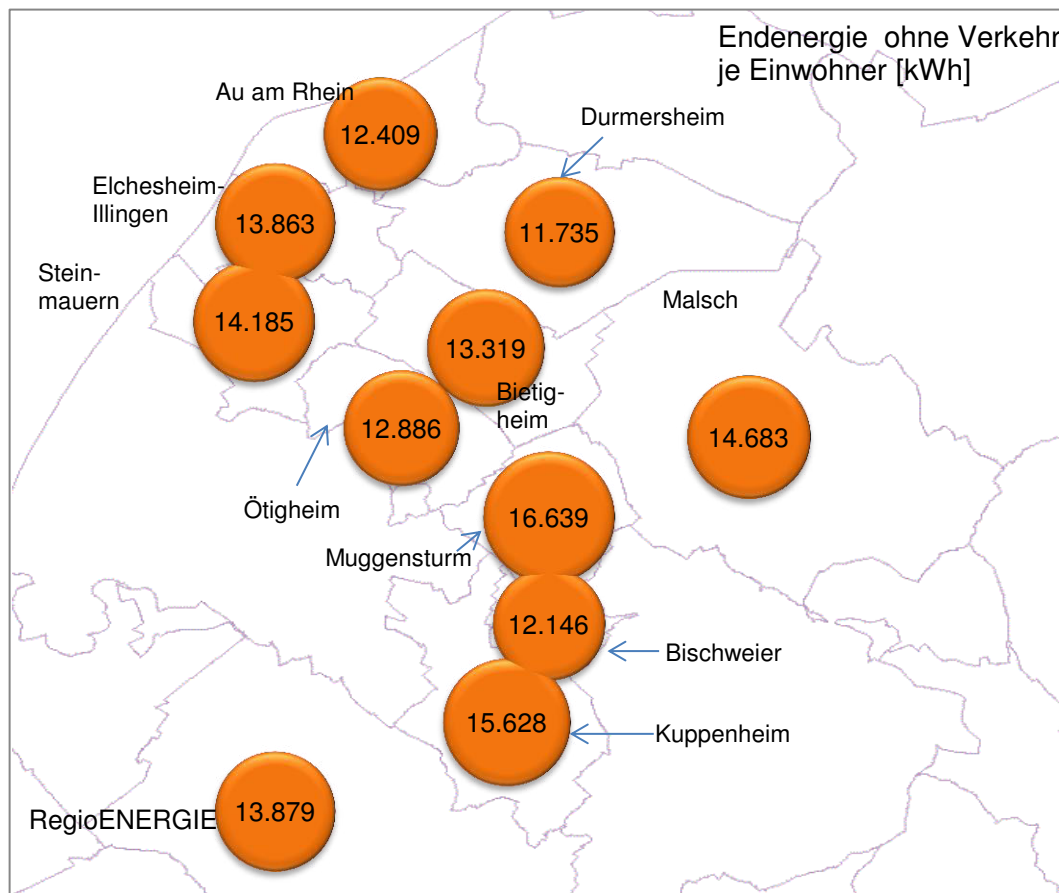 Endenergie ohne Verkehr
je Einwohner [kWh]
Au am Rhein
12.409
Durmersheim
Elchesheim-
Illingen
13.863
11.735
Stein-
mauern
14.185
Malsch
13.319
Bietig-
heim
12.886
14.683
Ötigheim
16.639
Muggensturm
12.146
Bischweier
15.628
Kuppenheim
RegioENERGIE
13.879